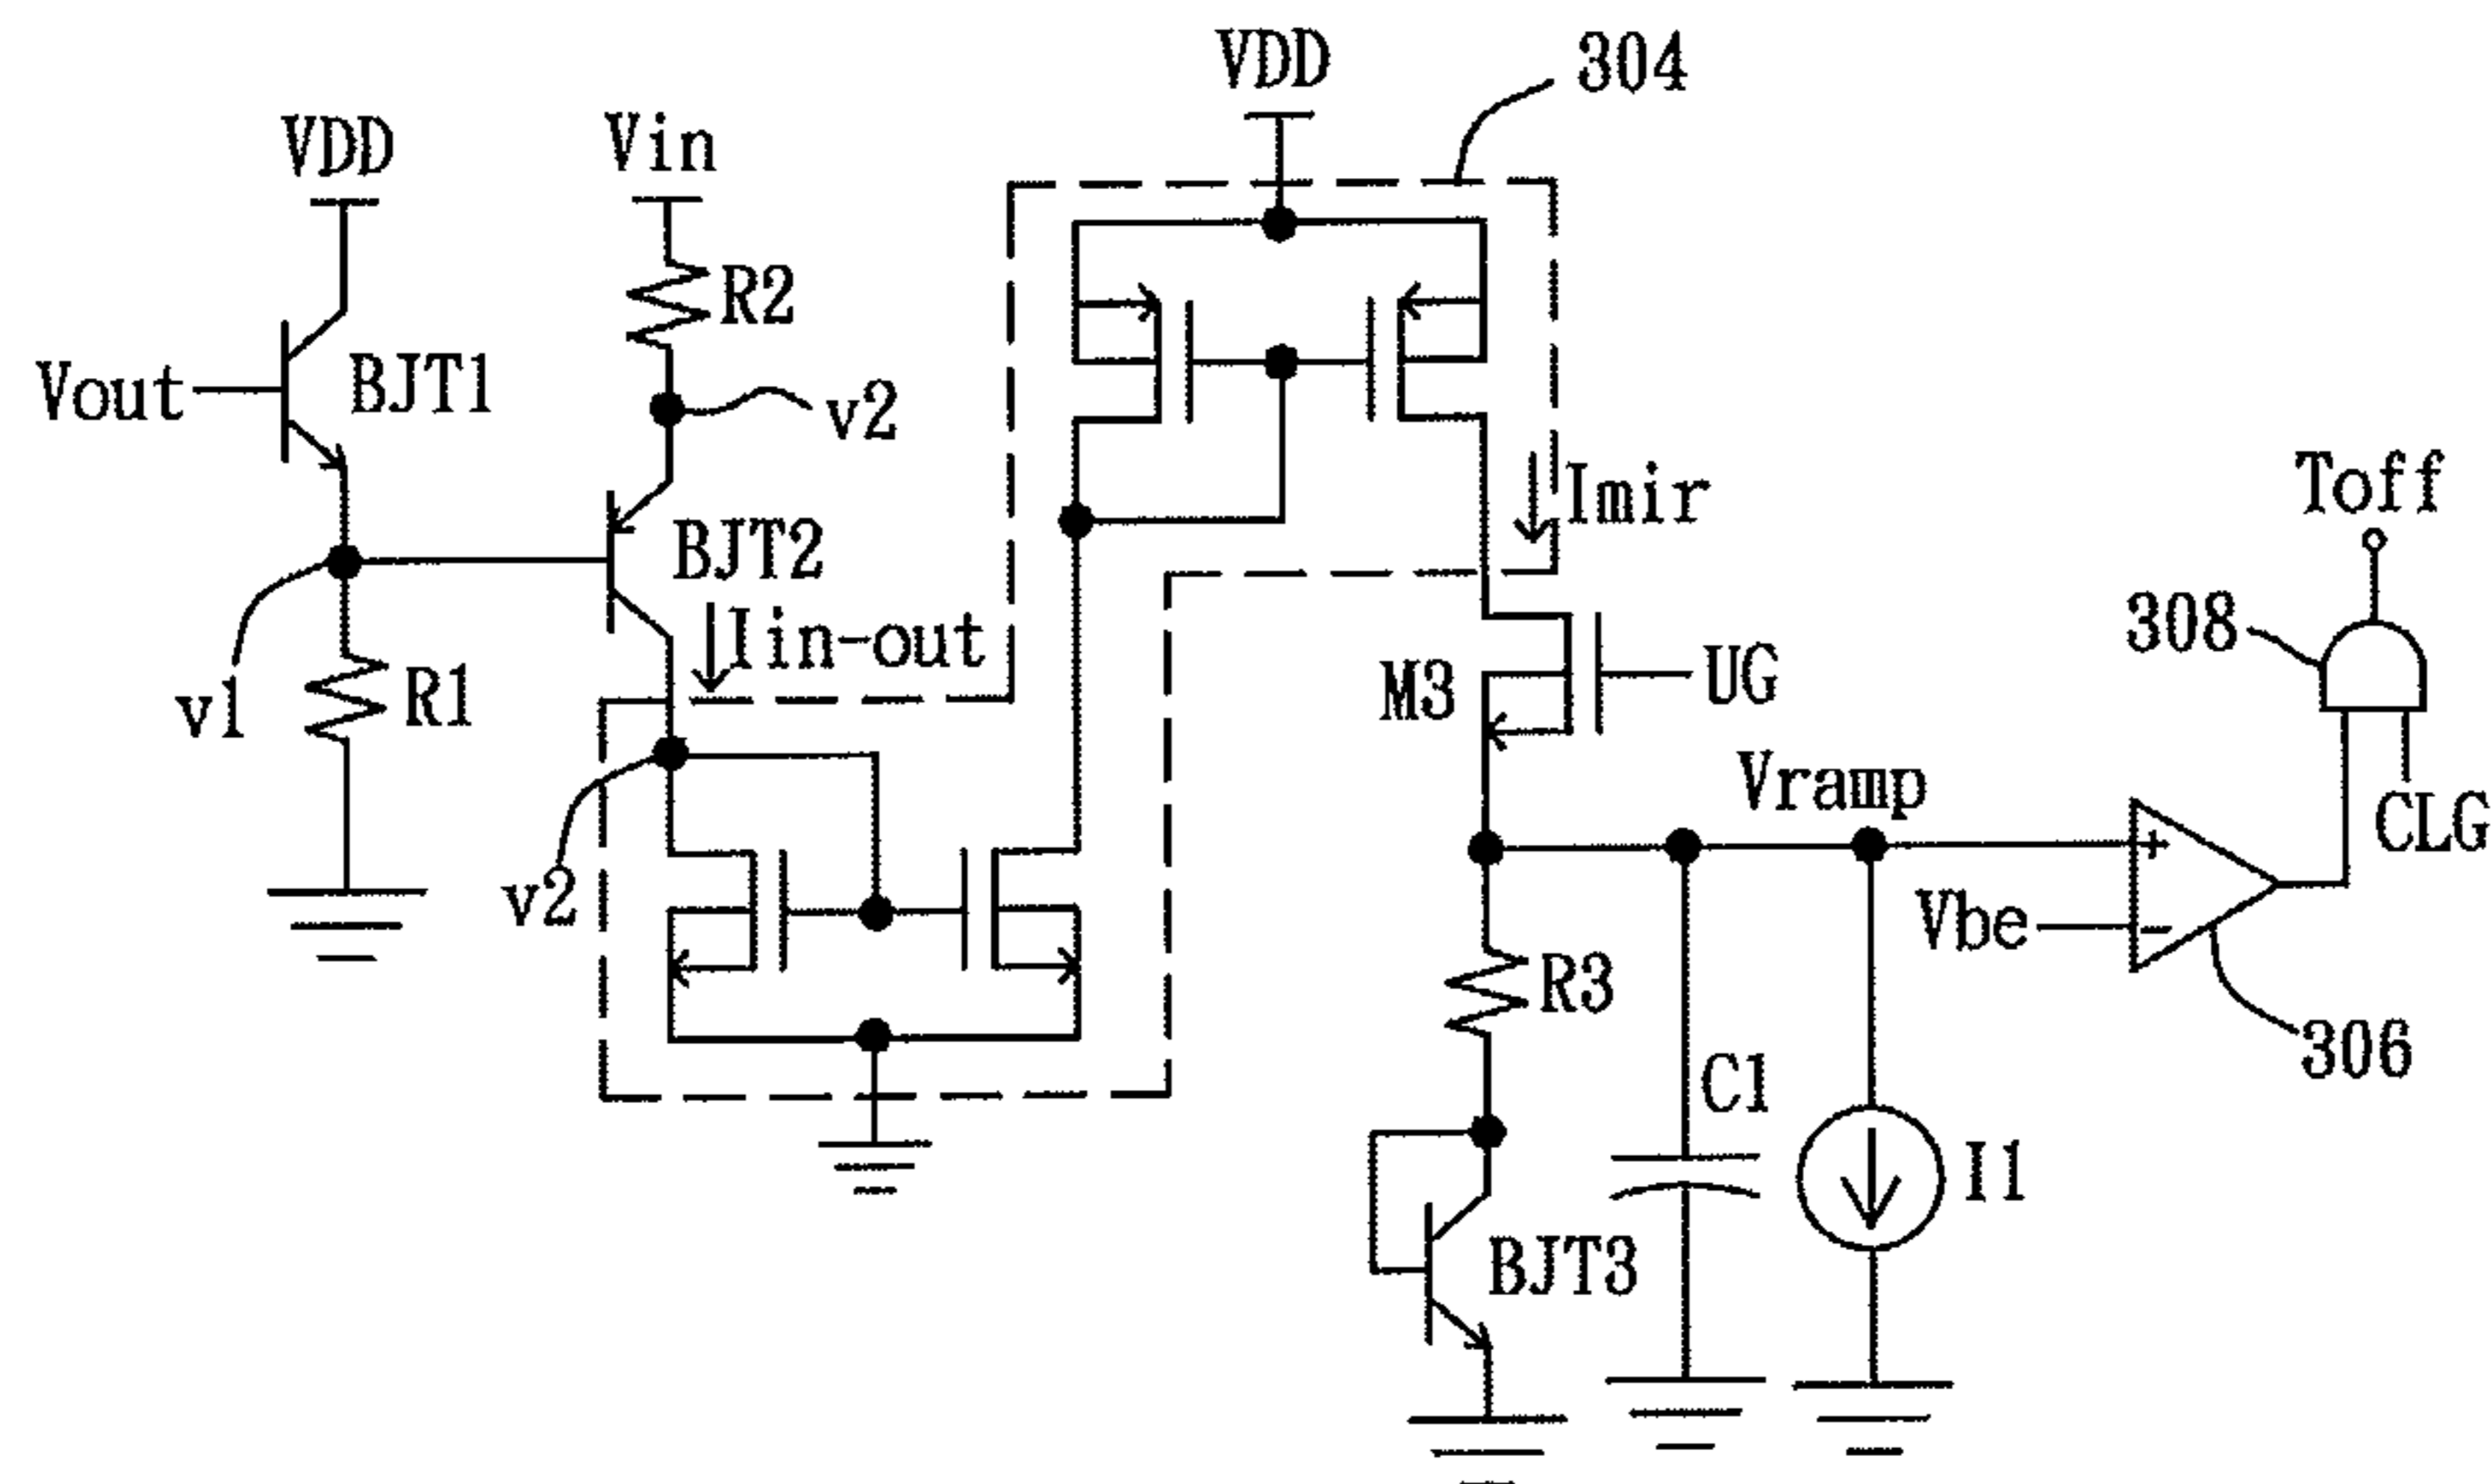 VDD
304
VDD
Vin
R2
Vout
BJT1
v2
Toff
Imir
BJT2
308
Iin-out
UG
M3
v1
R1
Vramp
CLG
v2
Vbe
R3
306
C1
I1
BJT3
+
−